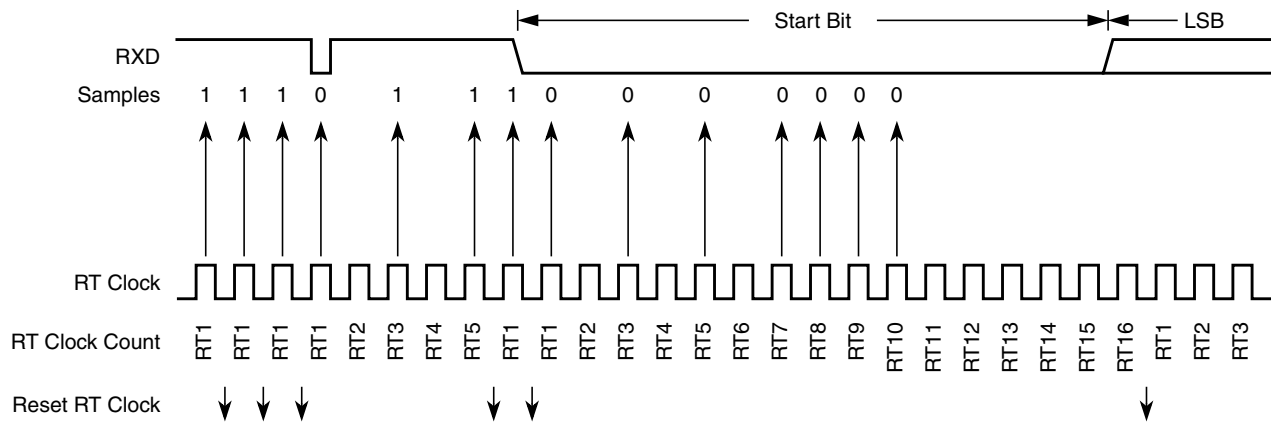 Start Bit LSB
RXD
Samples 1 1 1 0 1 1 1 0 0 0 0 0 0 0
RT Clock
RT Clock Count RT1 RT1 RT1 RT1 RT2 RT3 RT4 RT5 RT1 RT1 RT2 RT3 RT4 RT5 RT6 RT7 RT8 RT9 RT10 RT11 RT12 RT13 RT14 RT15 RT16 RT1 RT2 RT3
Reset RT Clock